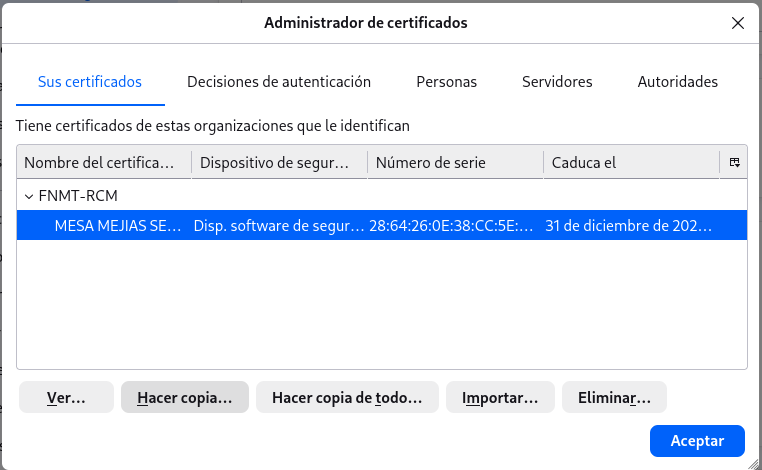 Administrador de certificados
Sus certificados Decisiones de autenticación Personas Servidores Autoridades
Tiene certificados de estas organizaciones que le identifican
Nombre del certifica… Dispositivo de segur… Número de serie Caduca el
FNMT-RCM
MESA MEJIAS SE… Disp. software de segur… 28:64:26:0E:38:CC:5E:… 31 de diciembre de 202…
Ver… Hacer copia… Hacer copia de todo… Importar… Eliminar…
Aceptar